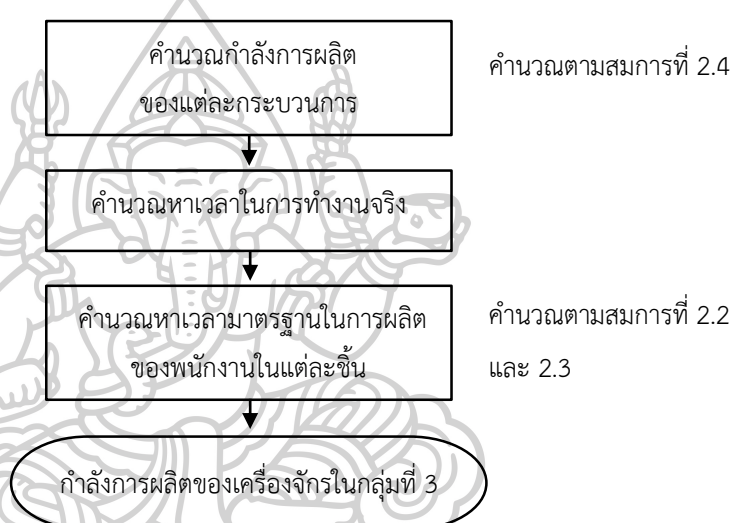 คำนวณกำลังการผลิต
ของแต่ละกระบวนการ
คำนวณตามสมการที่ 2.4
คำนวณหาเวลาในการทำงานจริง
คำนวณหาเวลามาตรฐานในการผลิต
ของพนักงานในแต่ละชิ้น
คำนวณตามสมการที่ 2.2
และ 2.3
กำลังการผลิตของเครื่องจักรในกลุ่มที่ 3